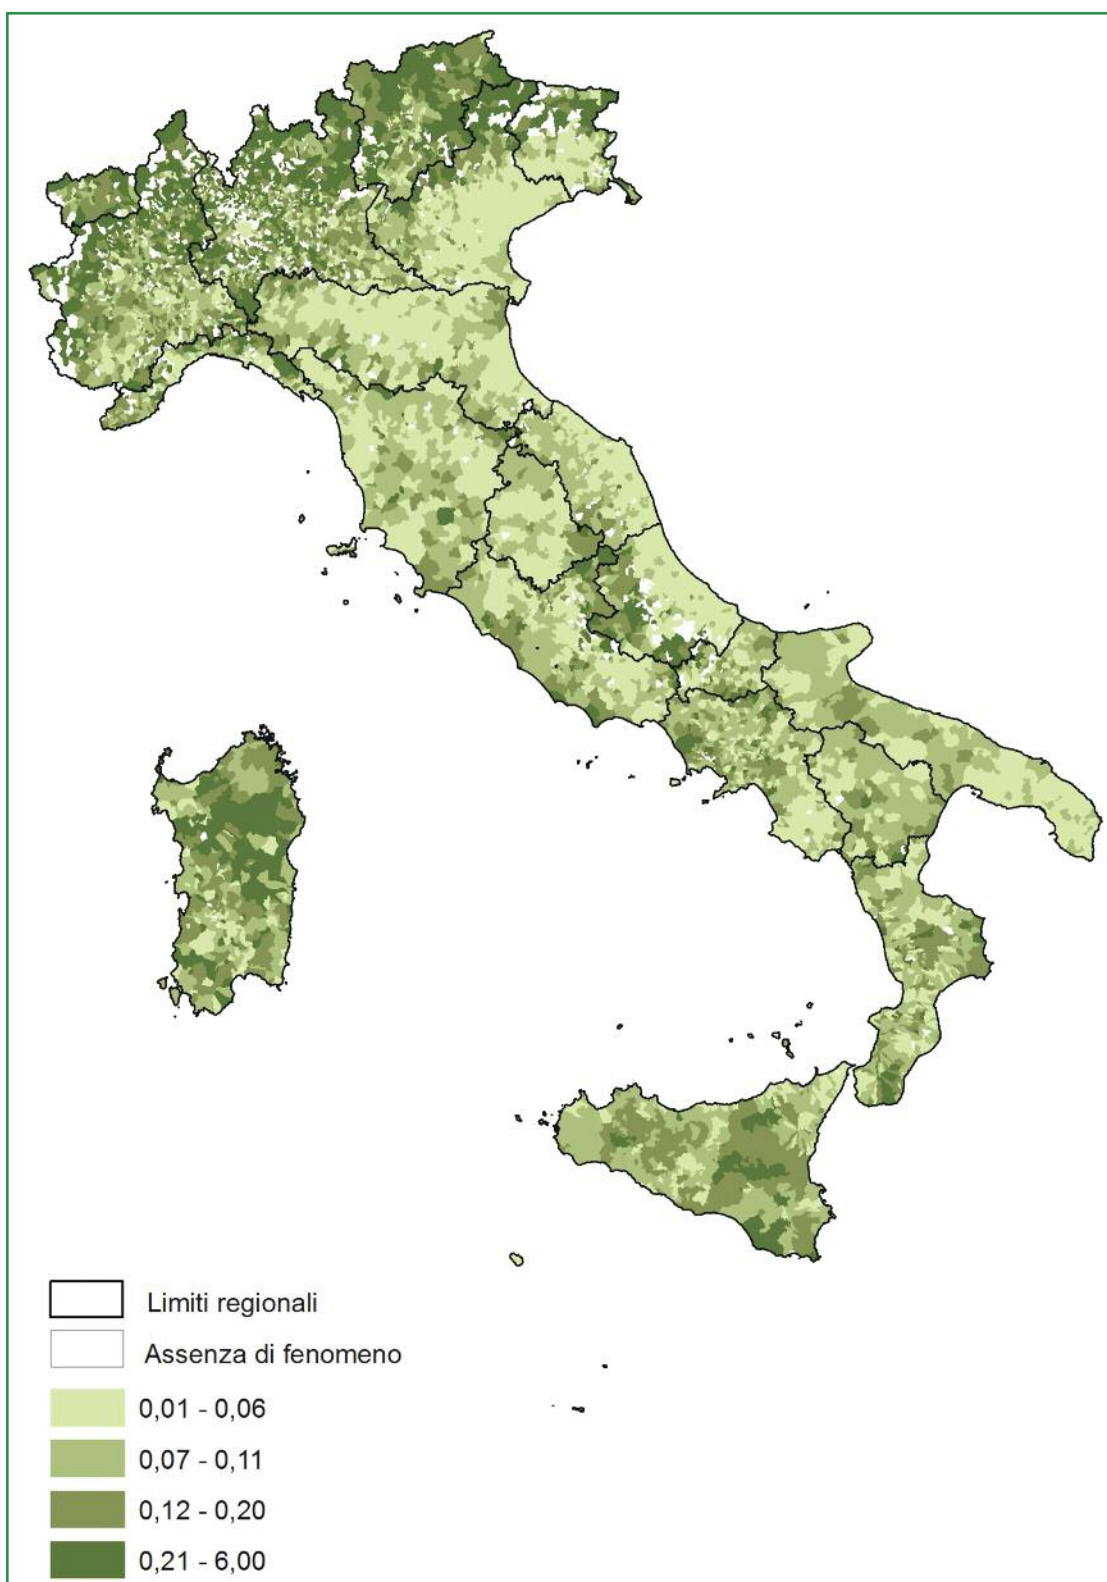 Limiti regionali
Assenza di fenomeno
0,01 - 0,06
0,07 - 0,11
0,12 - 0,20
0,21 - 6,00